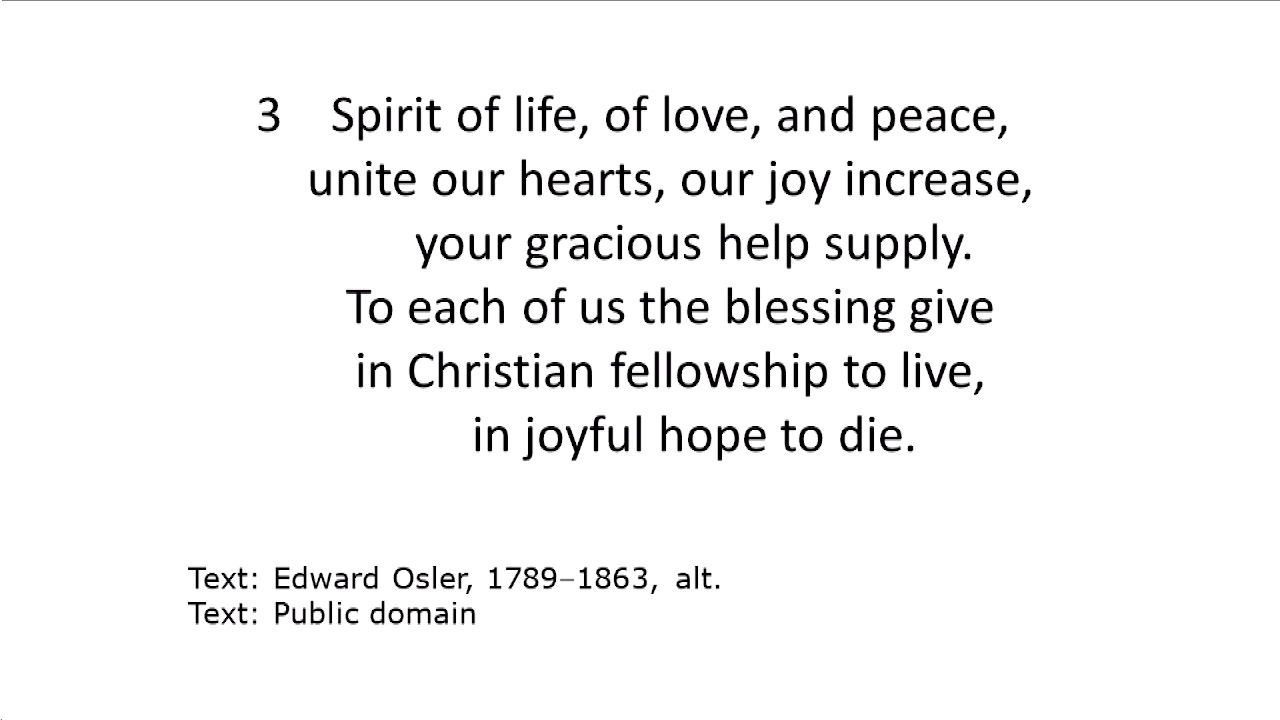 3 Spirit of life, of love, and peace,
unite our hearts, our joy increase,
your gracious help supply.
To each of us the blessing give
in Christian fellowship to live,
in joyful hope to die.
Text: Edward Osler, 1789–1863, alt.
Text: Public domain